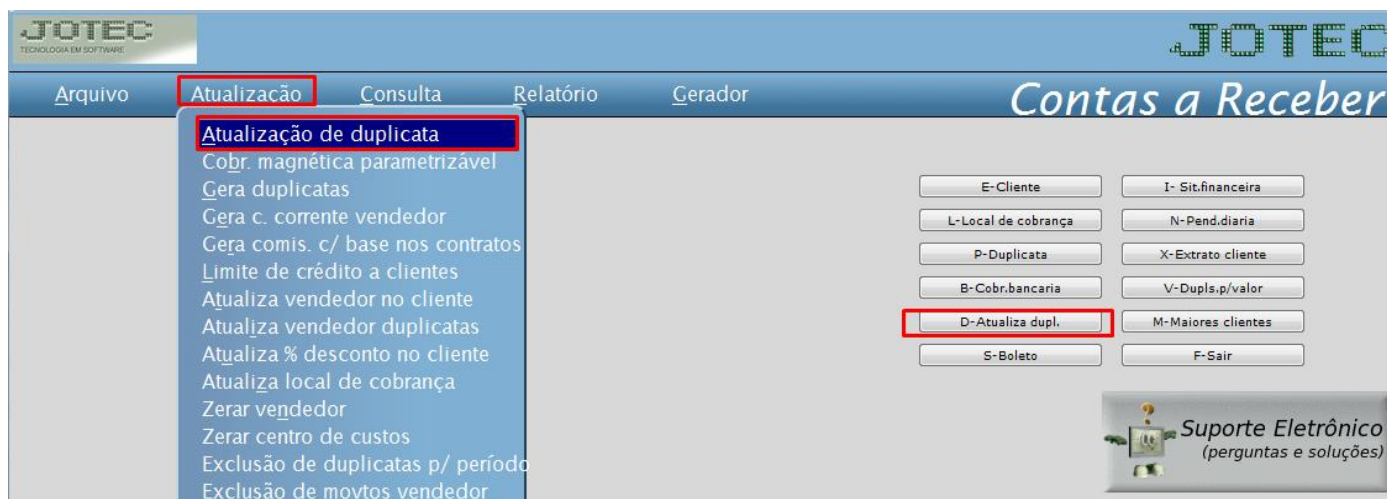 JOTEC
TECNOLOGIA EM SOFTWARE
JOTEC
Arquivo Atualização Consulta Relatório Gerador
Contas a Receber
Atualização de duplicata
Cobr. magnética parametrizável
Gera duplicatas
Gera c. corrente vendedor
Gera comis. c/ base nos contratos
Limite de crédito a clientes
Atualiza vendedor no cliente
Atualiza vendedor duplicatas
Atualiza % desconto no cliente
Atualiza local de cobrança
Zerar vendedor
Zerar centro de custos
Exclusão de duplicatas p/ período
Exclusão de movtos vendedor
E-Cliente I- Sit.financeira
L-Local de cobrança N-Pend.diaria
P-Duplicata X-Extrato cliente
B-Cobr.bancaria V-Dupls.p/valor
D-Atualiza dupl. M-Maiores clientes
S-Boleto F-Sair
Suporte Eletrônico
(perguntas e soluções)